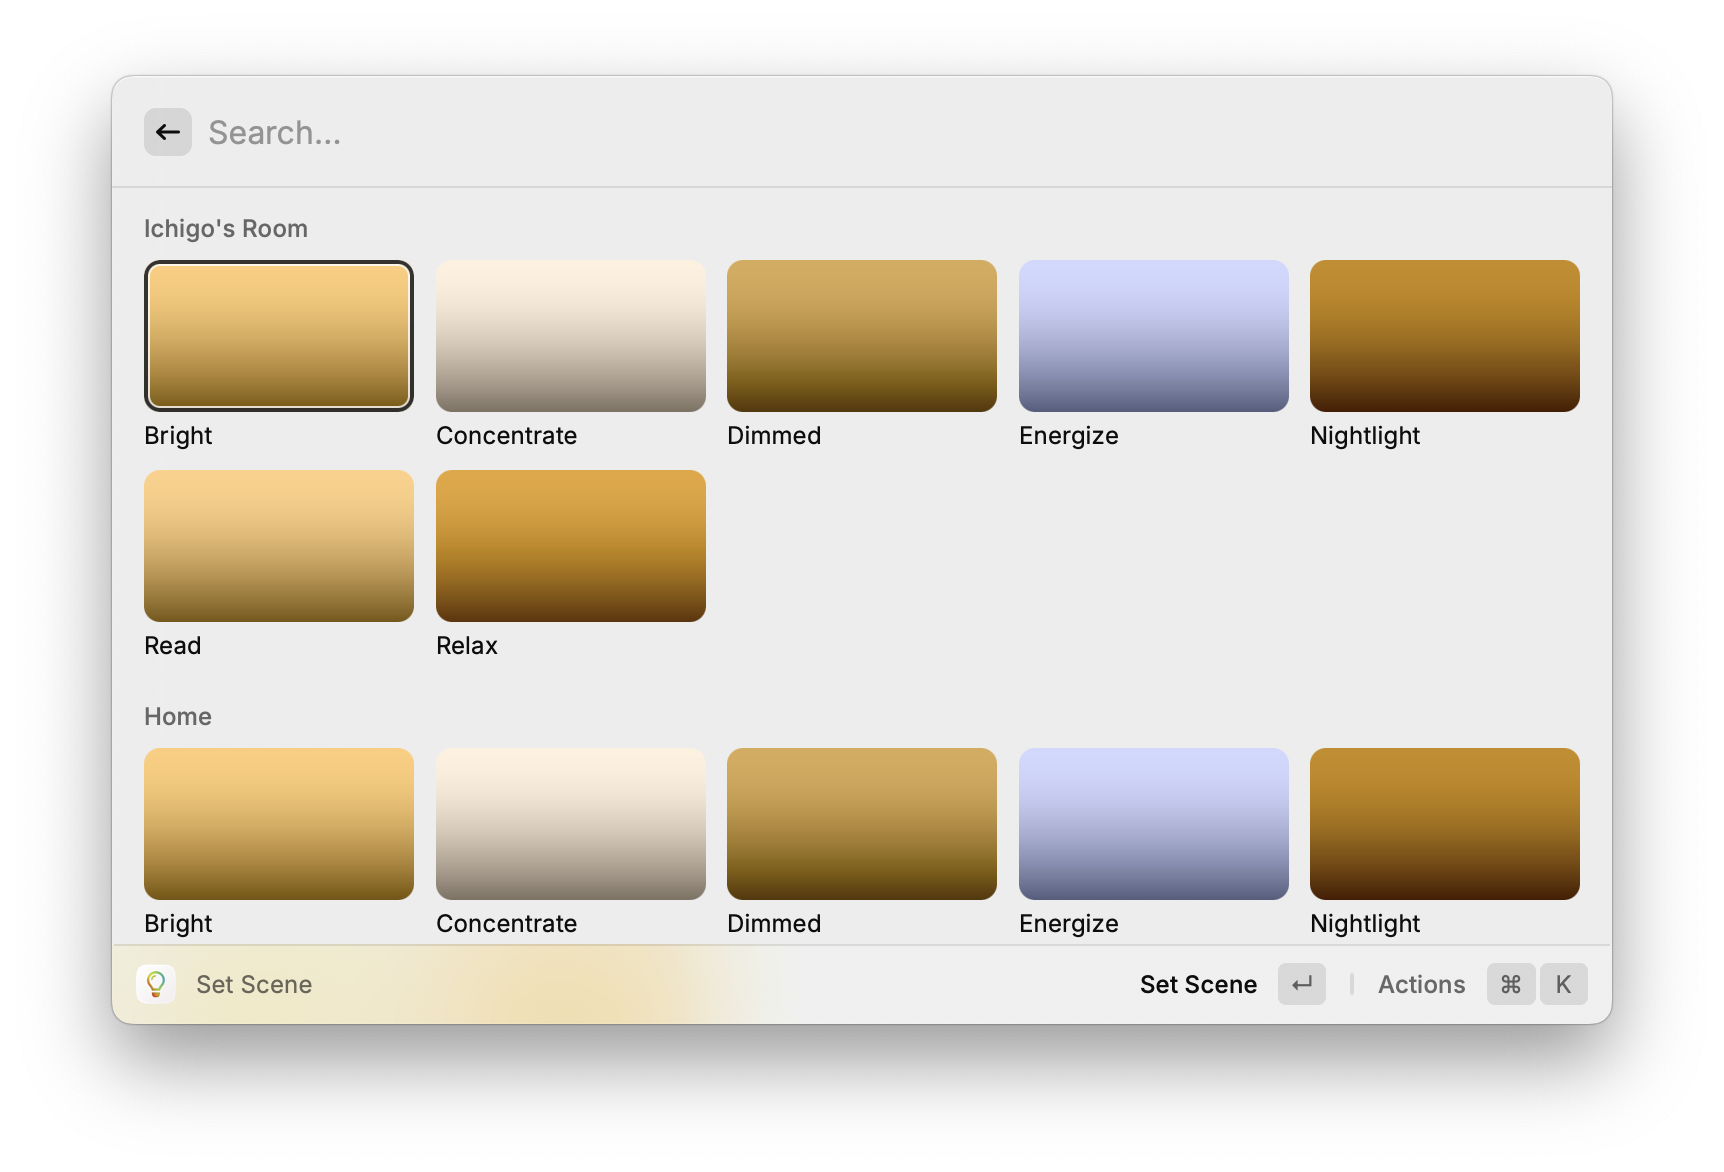 Search...
Ichigo's Room
Bright
Concentrate
Dimmed
Energize
Nightlight
Read
Relax
Home
Bright
Concentrate
Dimmed
Energize
Nightlight
Set Scene
Set Scene ↵ Actions ⌘ K